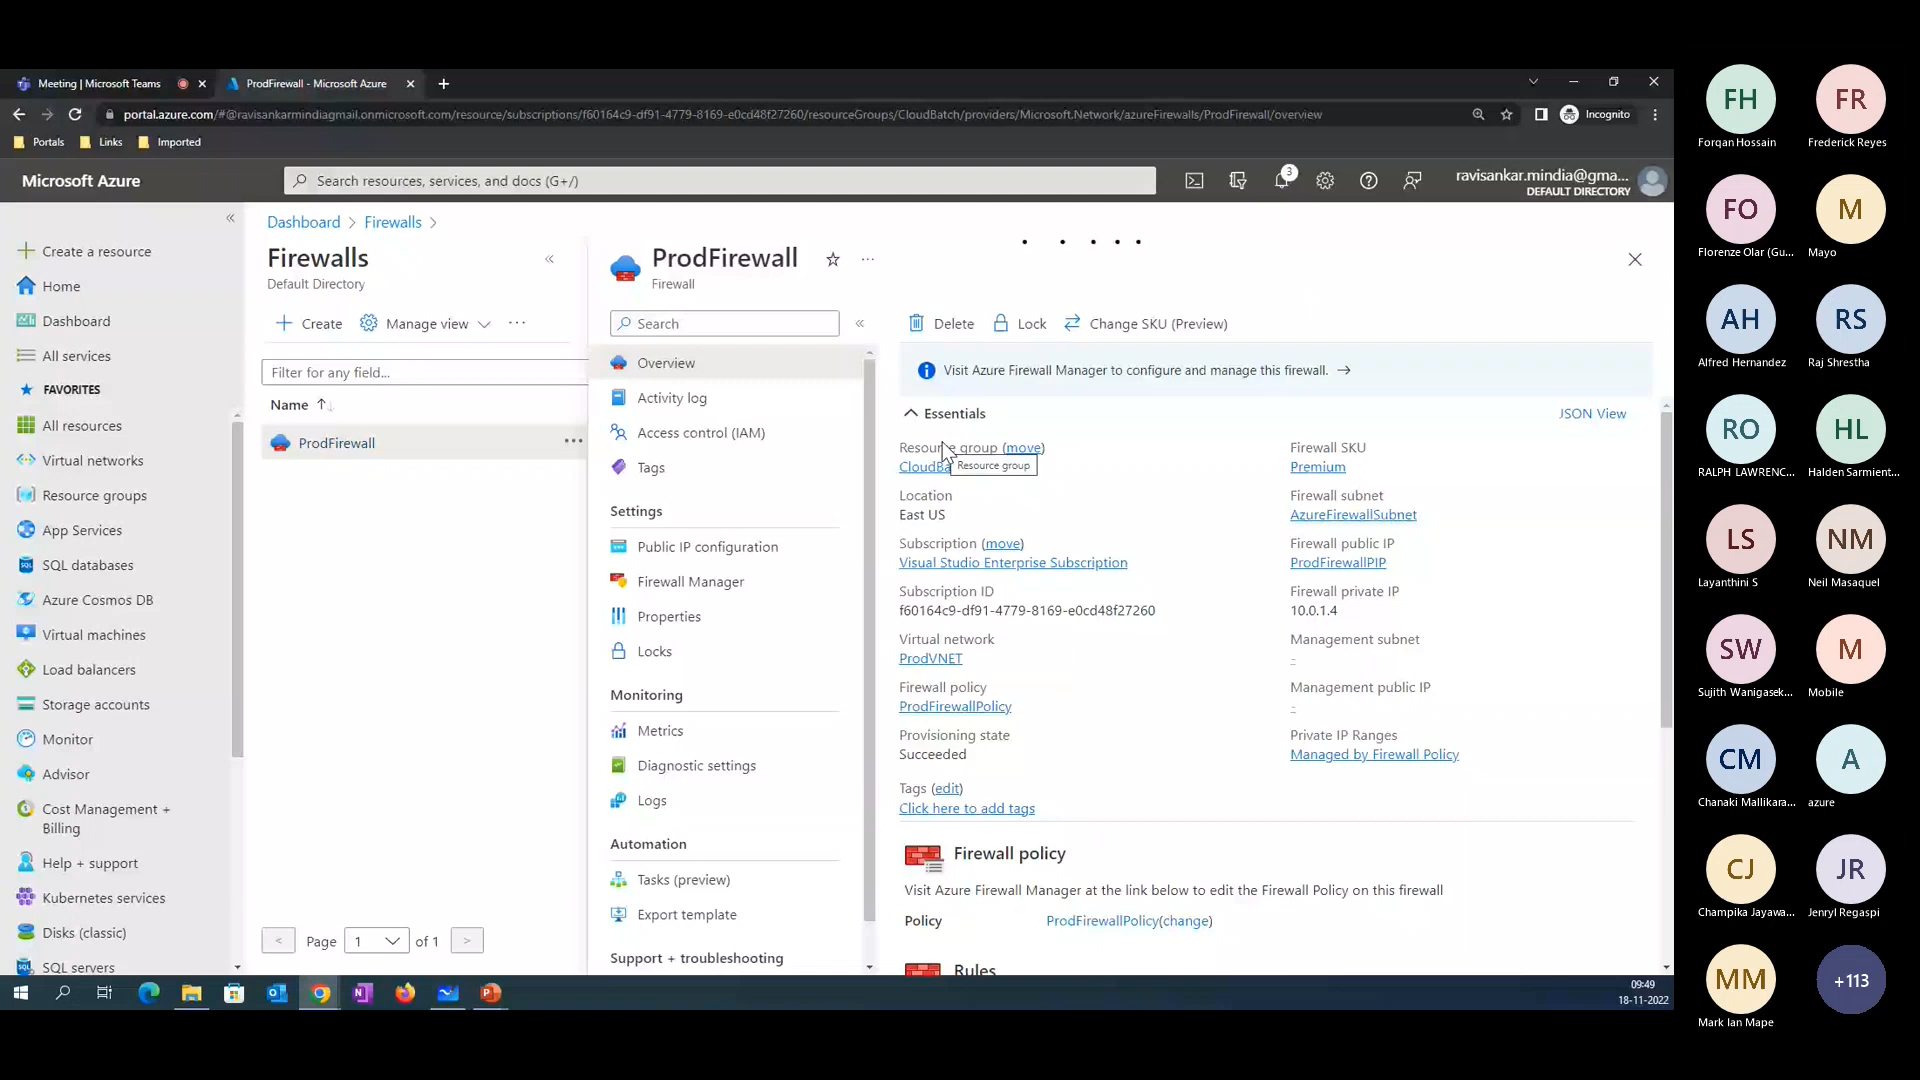 Meeting | Microsoft Teams
ProdFirewall - Microsoft Azure
portal.azure.com/#@ravisankarmindiagmail.onmicrosoft.com/resource/subscriptions/f60164c9-df91-4779-8169-e0cd48f27260/resourceGroups/CloudBatch/providers/Microsoft.Network/azureFirewalls/ProdFirewall/overview
Incognito
Portals
Links
Imported
Microsoft Azure
Search resources, services, and docs (G+/)
3
ravisankar.mindia@gma...
DEFAULT DIRECTORY
Create a resource
Home
Dashboard
All services
FAVORITES
All resources
Virtual networks
Resource groups
App Services
SQL databases
Azure Cosmos DB
Virtual machines
Load balancers
Storage accounts
Monitor
Advisor
Cost Management +
Billing
Help + support
Kubernetes services
Disks (classic)
SQL servers
Dashboard > Firewalls >
Firewalls
Default Directory
Create
Manage view
Filter for any field...
Name
ProdFirewall
< Page 1 of 1 >
ProdFirewall
Firewall
Search
Overview
Activity log
Access control (IAM)
Tags
Settings
Public IP configuration
Firewall Manager
Properties
Locks
Monitoring
Metrics
Diagnostic settings
Logs
Automation
Tasks (preview)
Export template
Support + troubleshooting
Delete
Lock
Change SKU (Preview)
Visit Azure Firewall Manager to configure and manage this firewall.
Essentials
JSON View
Resource group (move)
Resource group
Location
East US
Subscription (move)
Visual Studio Enterprise Subscription
Subscription ID
f60164c9-df91-4779-8169-e0cd48f27260
Virtual network
ProdVNET
Firewall policy
ProdFirewallPolicy
Provisioning state
Succeeded
Tags (edit)
Click here to add tags
Firewall SKU
Premium
Firewall subnet
AzureFirewallSubnet
Firewall public IP
ProdFirewallPIP
Firewall private IP
10.0.1.4
Management subnet
-
Management public IP
-
Private IP Ranges
Managed by Firewall Policy
Firewall policy
Visit Azure Firewall Manager at the link below to edit the Firewall Policy on this firewall
Policy
ProdFirewallPolicy(change)
Rules
09:49
18-11-2022
FH
Forqan Hossain
FR
Frederick Reyes
FO
Florenze Olar (Gu...
M
Mayo
AH
Alfred Hernandez
RS
Raj Shrestha
RO
RALPH LAWRENC...
HL
Halden Sarmient...
LS
Layanthini S
NM
Neil Masaquel
SW
Sujith Wanigasek...
M
Mobile
CM
Chanaki Mallikara...
A
azure
CJ
Champika Jayawa...
JR
Jenryl Regaspi
MM
Mark Ian Mape
+113